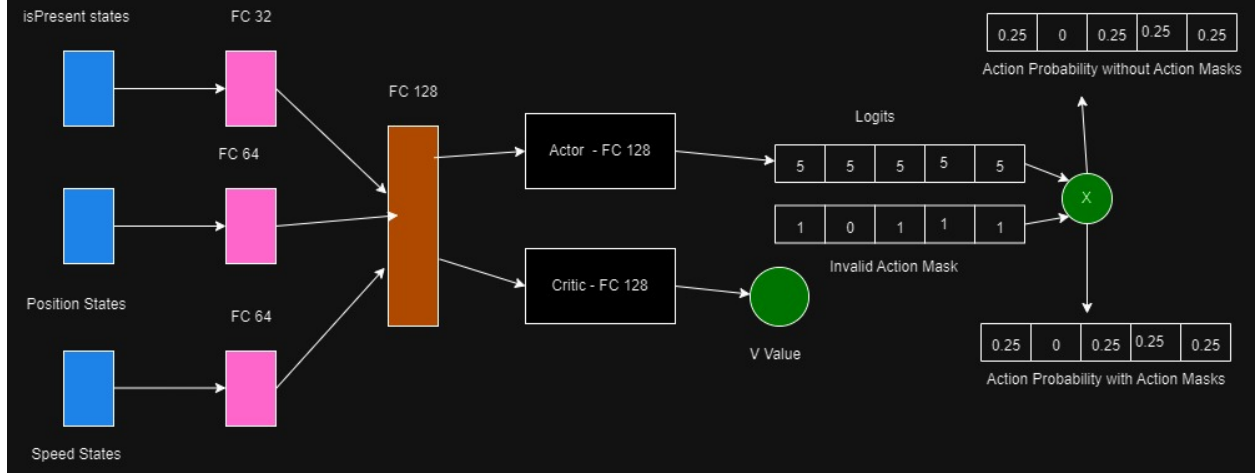 isPresent states
FC 32
Position States
FC 64
Speed States
FC 64
FC 128
Actor - FC 128
Critic - FC 128
V Value
Logits
5 5 5 5 5
1 0 1 1 1
Invalid Action Mask
X
0.25 0 0.25 0.25 0.25
Action Probability without Action Masks
0.25 0 0.25 0.25 0.25
Action Probability with Action Masks